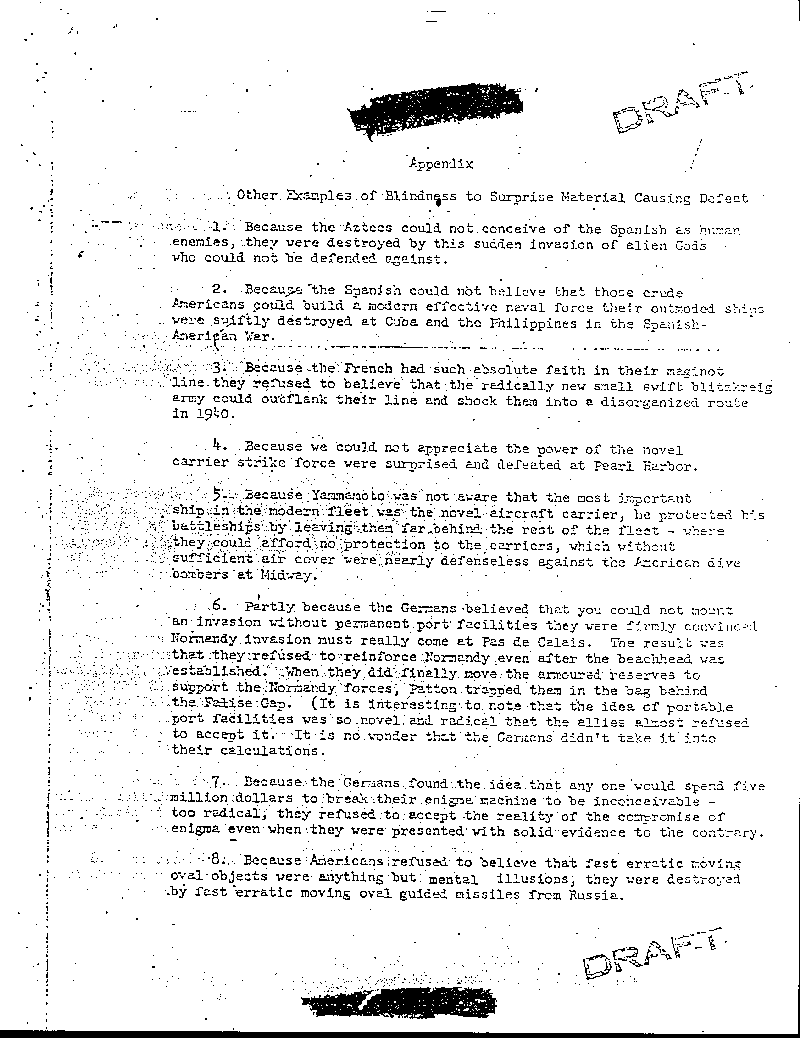 DRAFT
Appendix
Other Examples of Blindness to Surprise Material Causing Defect
1. Because the Aztecs could not conceive of the Spanish as human
enemies, they were destroyed by this sudden invasion of alien Gods
who could not be defended against.
2. Because the Spanish could not believe that those crude
Americans could build a modern effective naval force their outmoded ships
were swiftly destroyed at Cuba and the Philippines in the Spanish-
American War.
3. Because the French had such absolute faith in their maginot
line they refused to believe that the radically new small swift blitzkreig
army could outflank their line and shock them into a disorganized route
in 1940.
4. Because we could not appreciate the power of the novel
carrier strike force were surprised and defeated at Pearl Harbor.
5. Because Yammamoto was not aware that the most important
ship in the modern fleet was the novel aircraft carrier, he protected his
battleships by leaving them far behind the rest of the fleet - where
they could afford no protection to the carriers, which without
sufficient air cover were nearly defenseless against the American dive
bombers at Midway.
6. Partly because the Germans believed that you could not mount
an invasion without permanent port facilities they were firmly convinced
Normandy invasion must really come at Pas de Calais. The result was
that they refused to reinforce Normandy even after the beachhead was
established. When they did finally move the armoured reserves to
support the Normandy forces, Patton trapped them in the bag behind
the Falise Gap. (It is interesting to note that the idea of portable
port facilities was so novel and radical that the allies almost refused
to accept it. It is no wonder that the Germans didn't take it into
their calculations.
7. Because the Germans found the idea that any one would spend five
million dollars to break their enigma machine to be inconceivable -
too radical, they refused to accept the reality of the compromise of
enigma even when they were presented with solid evidence to the contrary.
8. Because Americans refused to believe that fast erratic moving
oval objects were anything but mental illusions, they were destroyed
by fast erratic moving oval guided missiles from Russia.
DRAFT